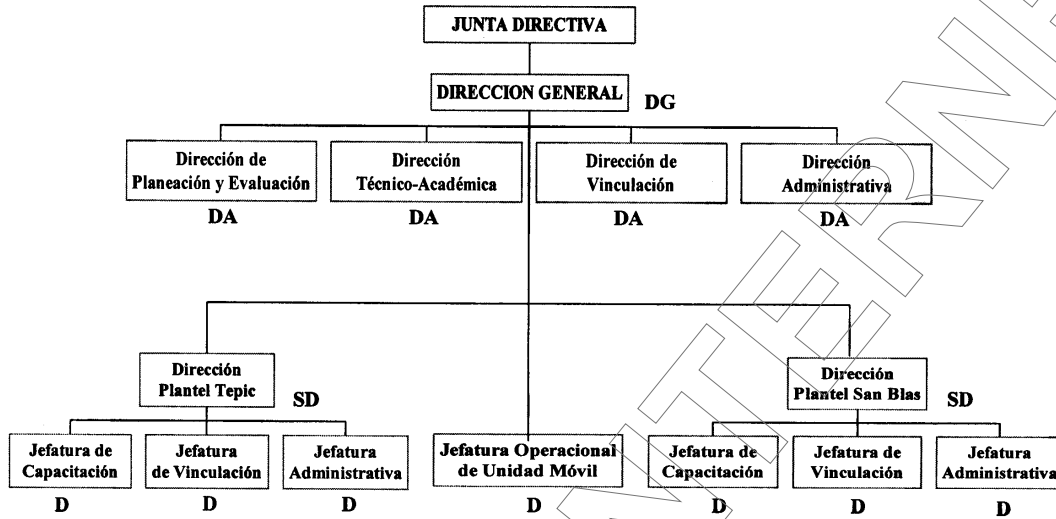 JUNTA DIRECTIVA
DIRECCION GENERAL
DG
Dirección de
Planeación y Evaluación
DA
Dirección
Técnico-Académica
DA
Dirección de
Vinculación
DA
Dirección
Administrativa
DA
Dirección
Plantel Tepic
SD
Dirección
Plantel San Blas
SD
Jefatura de
Capacitación
D
Jefatura
de Vinculación
D
Jefatura
Administrativa
D
Jefatura Operacional
de Unidad Móvil
D
Jefatura de
Capacitación
D
Jefatura de
Vinculación
D
Jefatura
Administrativa
D